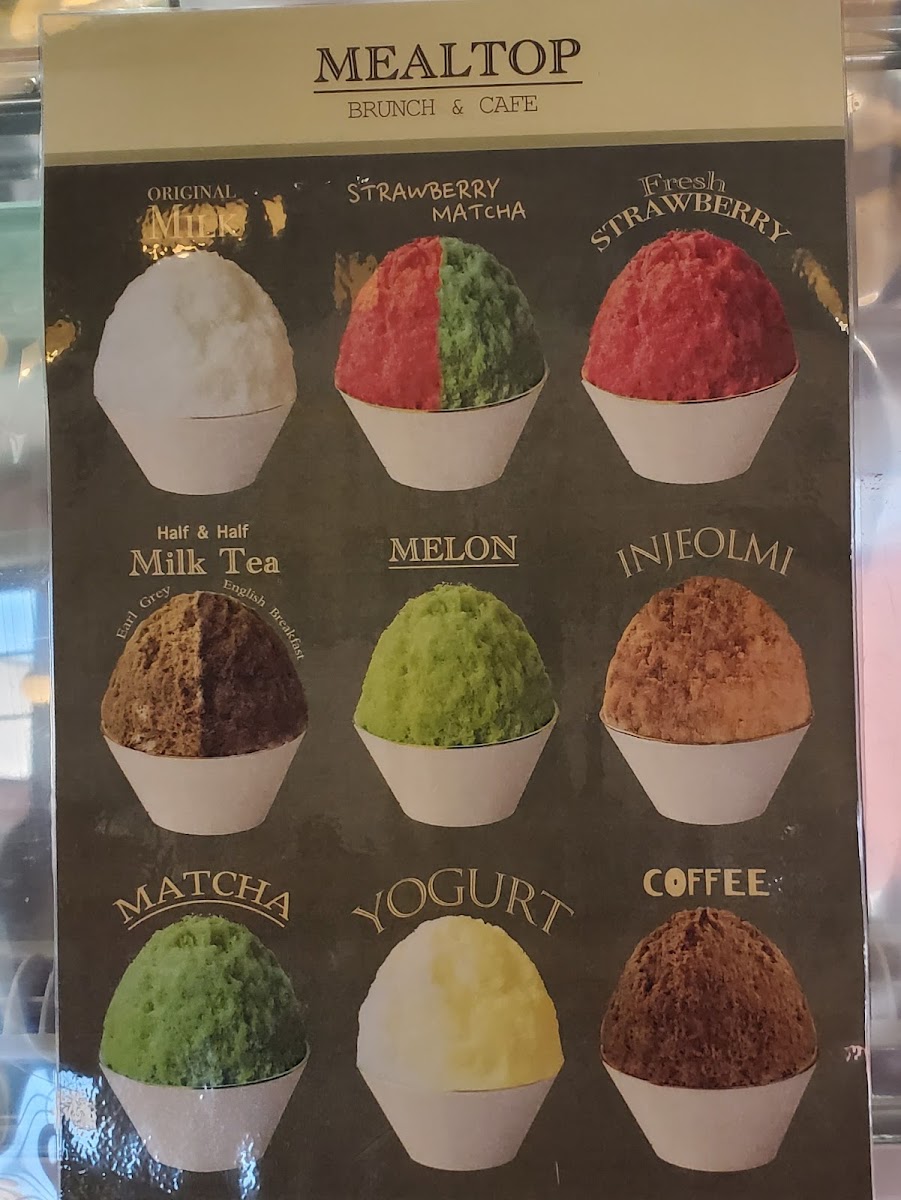 MEALTOP
BRUNCH & CAFE
ORIGINAL
MILK
STRAWBERRY
MATCHA
Fresh
STRAWBERRY
Half & Half
Milk Tea
Earl Grey
English Breakfast
MELON
INJEOLMI
MATCHA
YOGURT
COFFEE